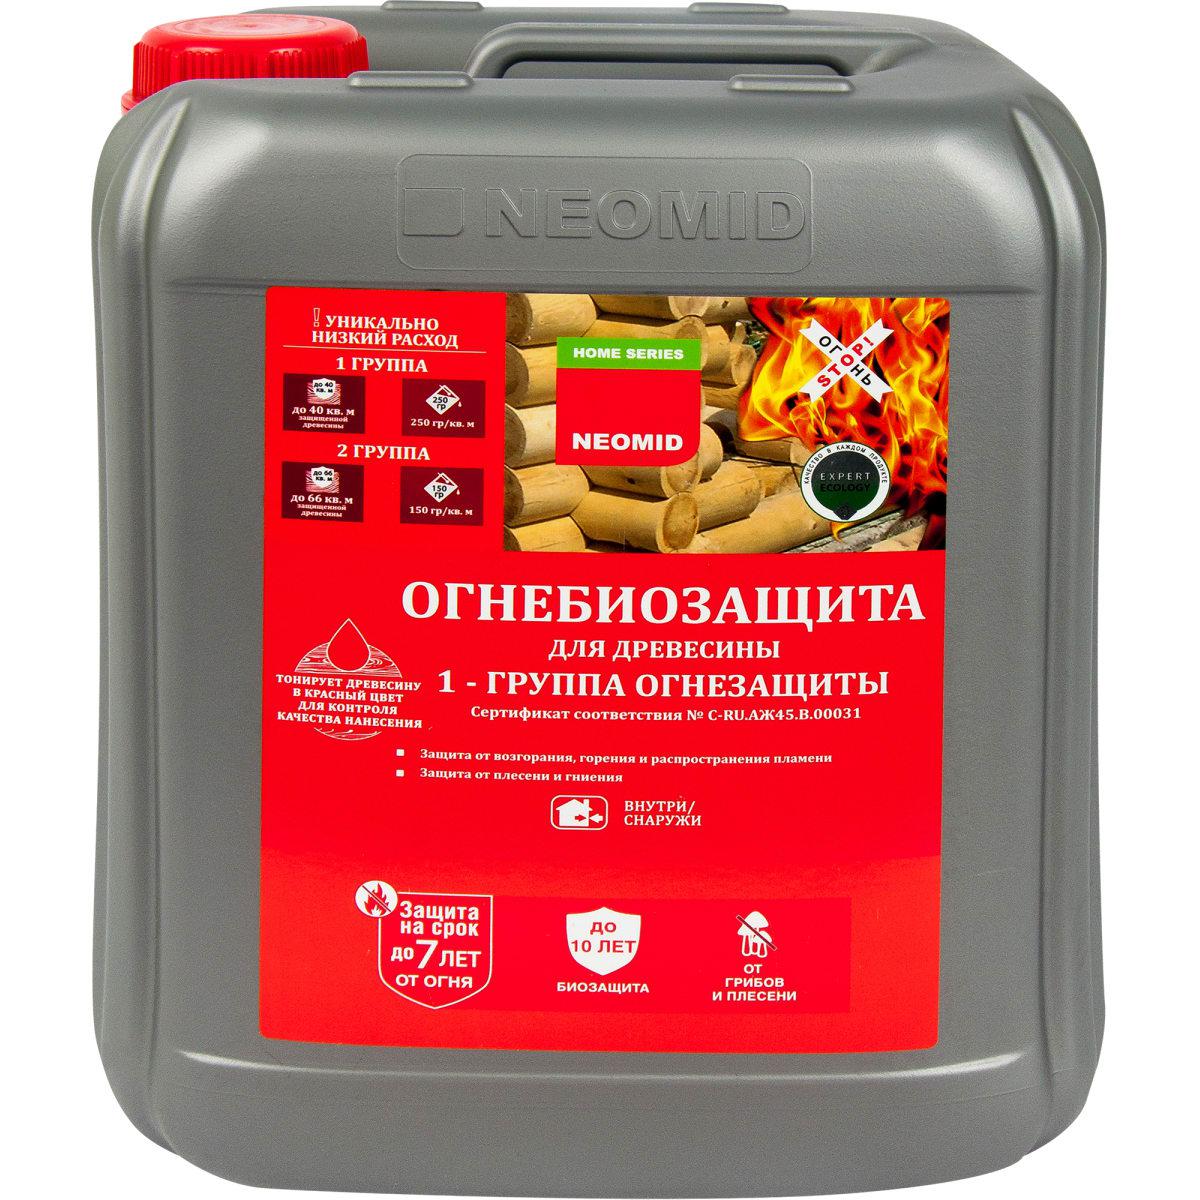 NEOMID
! УНИКАЛЬНО
НИЗКИЙ РАСХОД
1 ГРУППА
до 40
кв. м
до 40 кв. м
защищенной
древесины
250
гр
250 гр/кв. м
2 ГРУППА
до 66
кв. м
до 66 кв. м
защищенной
древесины
150
гр
150 гр/кв. м
HOME SERIES
NEOMID
STOP!
ОГОНЬ
КАЧЕСТВО В КАЖДОМ ПРОДУКТЕ
EXPERT
ECOLOGY
ОГНЕБИОЗАЩИТА
ДЛЯ ДРЕВЕСИНЫ
1 - ГРУППА ОГНЕЗАЩИТЫ
Сертификат соответствия № C-RU.АЖ45.В.00031
ТОНИРУЕТ ДРЕВЕСИНУ
В КРАСНЫЙ ЦВЕТ
ДЛЯ КОНТРОЛЯ
КАЧЕСТВА НАНЕСЕНИЯ
Защита от возгорания, горения и распространения пламени
Защита от плесени и гниения
ВНУТРИ/
СНАРУЖИ
Защита
на срок
до 7 ЛЕТ
ОТ ОГНЯ
ДО
10 ЛЕТ
БИОЗАЩИТА
ОТ
ГРИБОВ
И ПЛЕСЕНИ